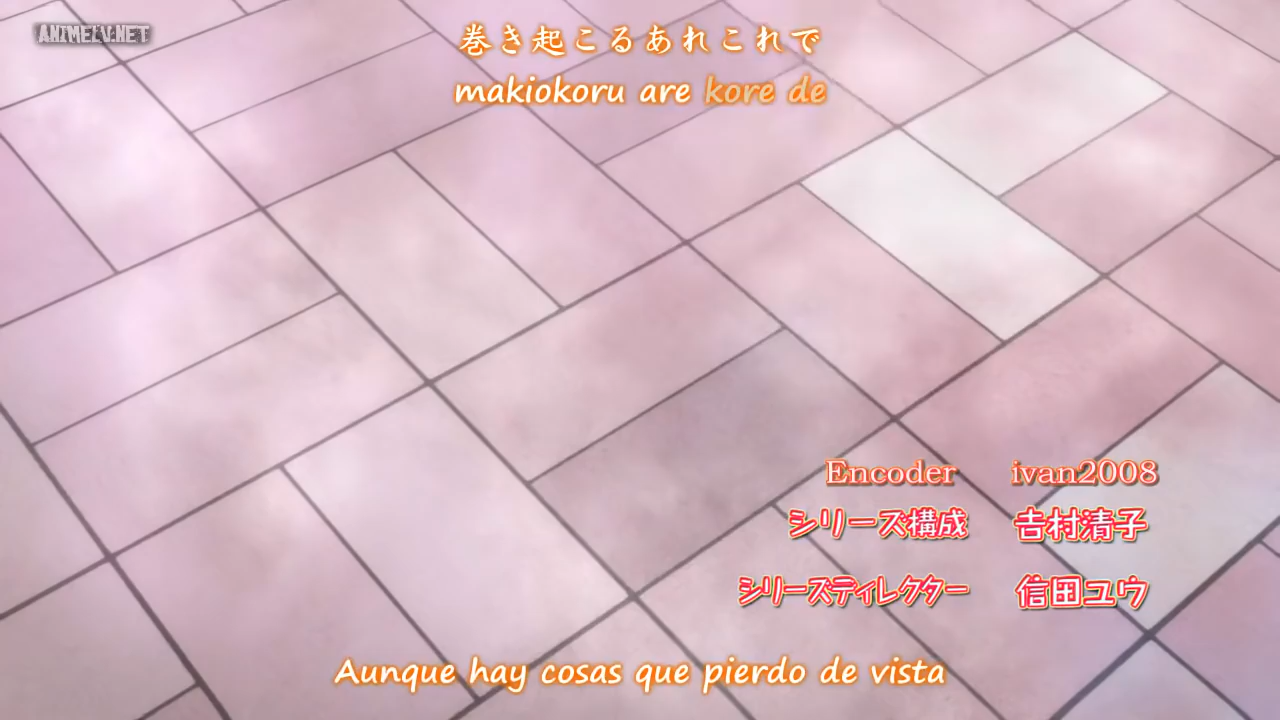 ANIMELV.NET
巻き起こるあれこれで
makiokoru are kore de
Encoder ivan2008
シリーズ構成 吉村清子
シリーズディレクター 信田ユウ
Aunque hay cosas que pierdo de vista